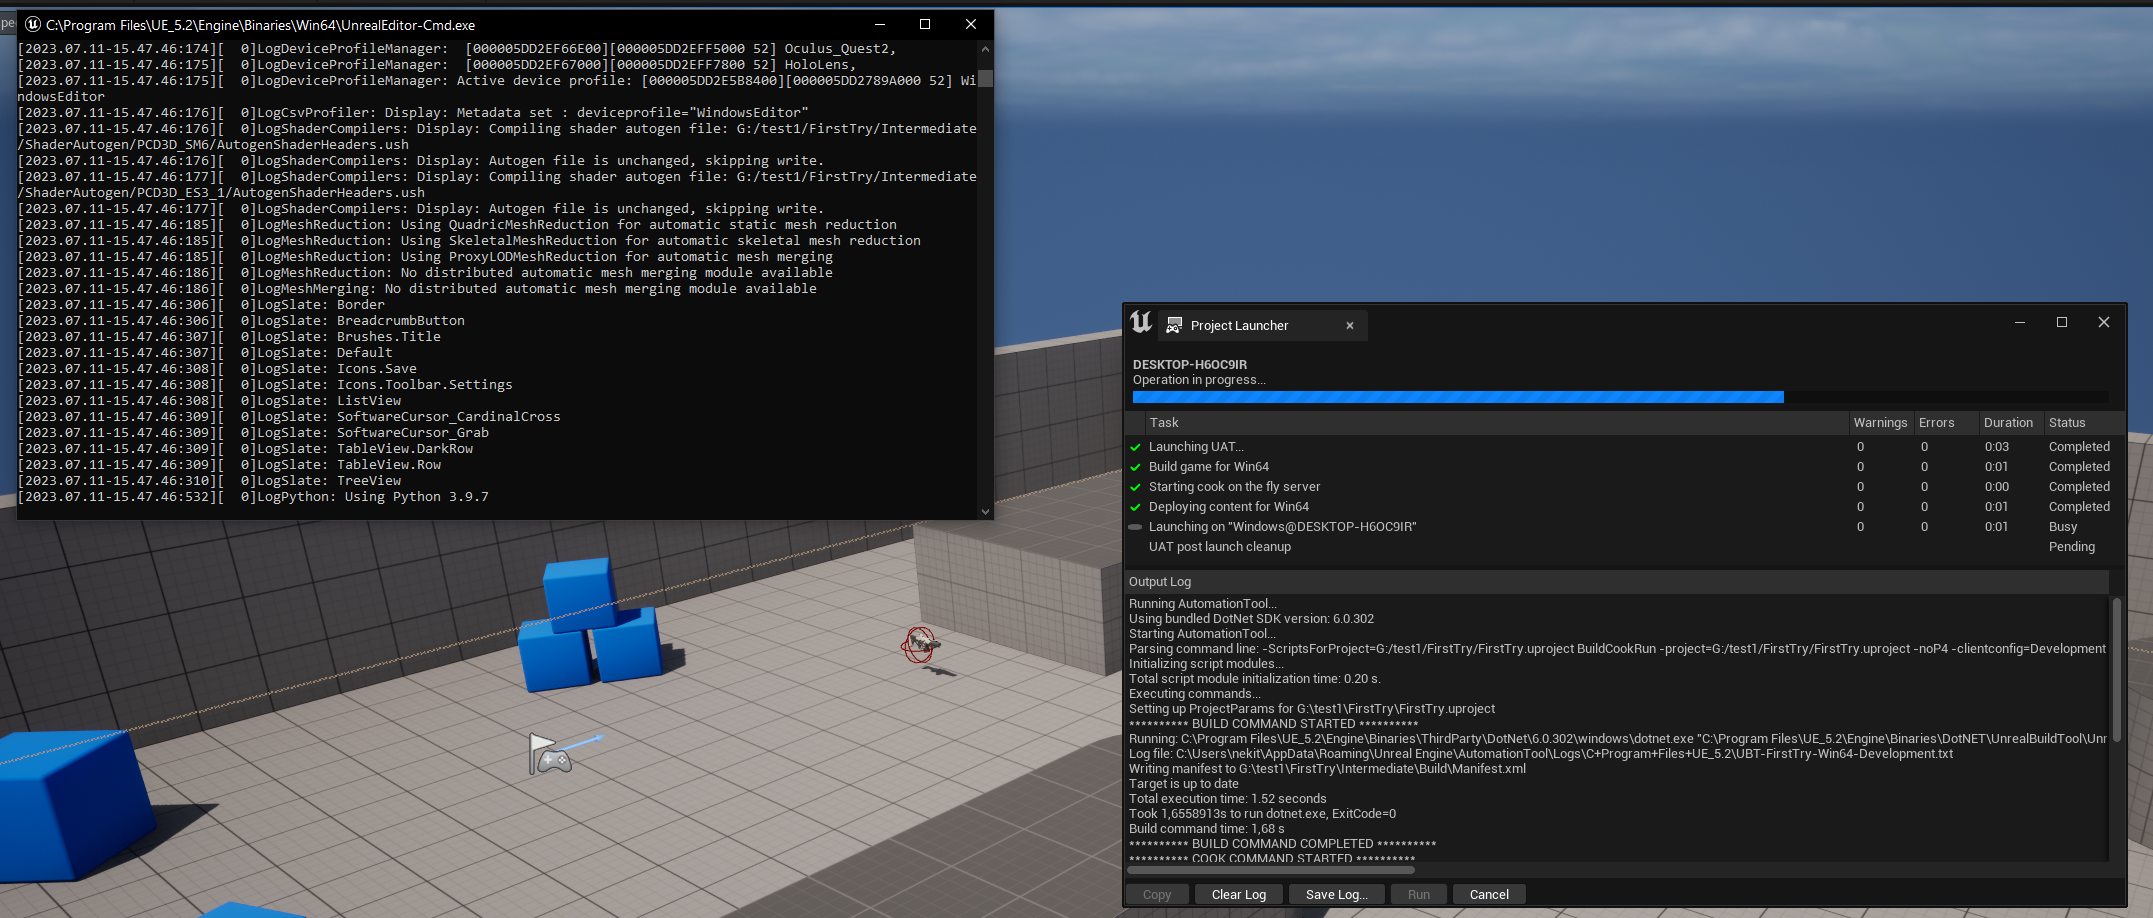 C:\Program Files\UE_5.2\Engine\Binaries\Win64\UnrealEditor-Cmd.exe
[2023.07.11-15.47.46:174][  0]LogDeviceProfileManager:  [000005DD2EF66E00][000005DD2EFF5000 52] Oculus_Quest2,
[2023.07.11-15.47.46:175][  0]LogDeviceProfileManager:  [000005DD2EF67000][000005DD2EFF7800 52] HoloLens,
[2023.07.11-15.47.46:175][  0]LogDeviceProfileManager: Active device profile: [000005DD2E5B8400][000005DD2789A000 52] Wi
ndowsEditor
[2023.07.11-15.47.46:176][  0]LogCsvProfiler: Display: Metadata set : deviceprofile="WindowsEditor"
[2023.07.11-15.47.46:176][  0]LogShaderCompilers: Display: Compiling shader autogen file: G:/test1/FirstTry/Intermediate
/ShaderAutogen/PCD3D_SM6/AutogenShaderHeaders.ush
[2023.07.11-15.47.46:176][  0]LogShaderCompilers: Display: Autogen file is unchanged, skipping write.
[2023.07.11-15.47.46:177][  0]LogShaderCompilers: Display: Compiling shader autogen file: G:/test1/FirstTry/Intermediate
/ShaderAutogen/PCD3D_ES3_1/AutogenShaderHeaders.ush
[2023.07.11-15.47.46:177][  0]LogShaderCompilers: Display: Autogen file is unchanged, skipping write.
[2023.07.11-15.47.46:185][  0]LogMeshReduction: Using QuadricMeshReduction for automatic static mesh reduction
[2023.07.11-15.47.46:185][  0]LogMeshReduction: Using SkeletalMeshReduction for automatic skeletal mesh reduction
[2023.07.11-15.47.46:185][  0]LogMeshReduction: Using ProxyLODMeshReduction for automatic mesh merging
[2023.07.11-15.47.46:186][  0]LogMeshReduction: No distributed automatic mesh merging module available
[2023.07.11-15.47.46:186][  0]LogMeshMerging: No distributed automatic mesh merging module available
[2023.07.11-15.47.46:306][  0]LogSlate: Border
[2023.07.11-15.47.46:306][  0]LogSlate: BreadcrumbButton
[2023.07.11-15.47.46:307][  0]LogSlate: Brushes.Title
[2023.07.11-15.47.46:307][  0]LogSlate: Default
[2023.07.11-15.47.46:308][  0]LogSlate: Icons.Save
[2023.07.11-15.47.46:308][  0]LogSlate: Icons.Toolbar.Settings
[2023.07.11-15.47.46:308][  0]LogSlate: ListView
[2023.07.11-15.47.46:309][  0]LogSlate: SoftwareCursor_CardinalCross
[2023.07.11-15.47.46:309][  0]LogSlate: SoftwareCursor_Grab
[2023.07.11-15.47.46:309][  0]LogSlate: TableView.DarkRow
[2023.07.11-15.47.46:309][  0]LogSlate: TableView.Row
[2023.07.11-15.47.46:310][  0]LogSlate: TreeView
[2023.07.11-15.47.46:532][  0]LogPython: Using Python 3.9.7
Project Launcher
DESKTOP-H6OC9IR
Operation in progress...
Task Warnings Errors Duration Status
Launching UAT... 0 0 0:03 Completed
Build game for Win64 0 0 0:01 Completed
Starting cook on the fly server 0 0 0:00 Completed
Deploying content for Win64 0 0 0:01 Completed
Launching on "Windows@DESKTOP-H6OC9IR" 0 0 0:01 Busy
UAT post launch cleanup Pending
Output Log
Running AutomationTool...
Using bundled DotNet SDK version: 6.0.302
Starting AutomationTool...
Parsing command line: -ScriptsForProject=G:/test1/FirstTry/FirstTry.uproject BuildCookRun -project=G:/test1/FirstTry/FirstTry.uproject -noP4 -clientconfig=Development
Initializing script modules...
Total script module initialization time: 0.20 s.
Executing commands...
Setting up ProjectParams for G:\test1\FirstTry\FirstTry.uproject
********** BUILD COMMAND STARTED **********
Running: C:\Program Files\UE_5.2\Engine\Binaries\ThirdParty\DotNet\6.0.302\windows\dotnet.exe "C:\Program Files\UE_5.2\Engine\Binaries\DotNET\UnrealBuildTool\Unr
Log file: C:\Users\nekit\AppData\Roaming\Unreal Engine\AutomationTool\Logs\C+Program+Files+UE_5.2\UBT-FirstTry-Win64-Development.txt
Writing manifest to G:\test1\FirstTry\Intermediate\Build\Manifest.xml
Target is up to date
Total execution time: 1.52 seconds
Took 1,6558913s to run dotnet.exe, ExitCode=0
Build command time: 1,68 s
********** BUILD COMMAND COMPLETED **********
********** COOK COMMAND STARTED **********
Copy Clear Log Save Log... Run Cancel